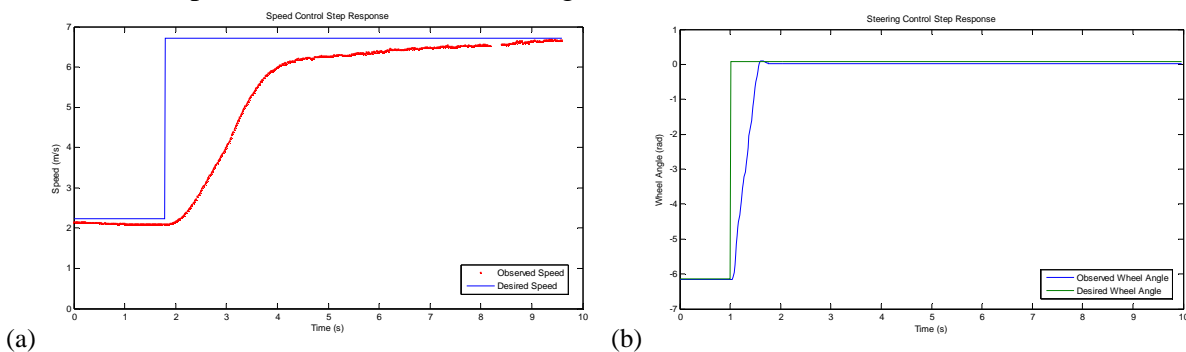 Speed Control Step Response
7
6
5
4
3
2
1
0
Speed (m/s)
0 1 2 3 4 5 6 7 8 9 10
Time (s)
Observed Speed
Desired Speed
(a)
Steering Control Step Response
1
0
-1
-2
-3
-4
-5
-6
-7
Wheel Angle (rad)
0 1 2 3 4 5 6 7 8 9 10
Time (s)
Observed Wheel Angle
Desired Wheel Angle
(b)